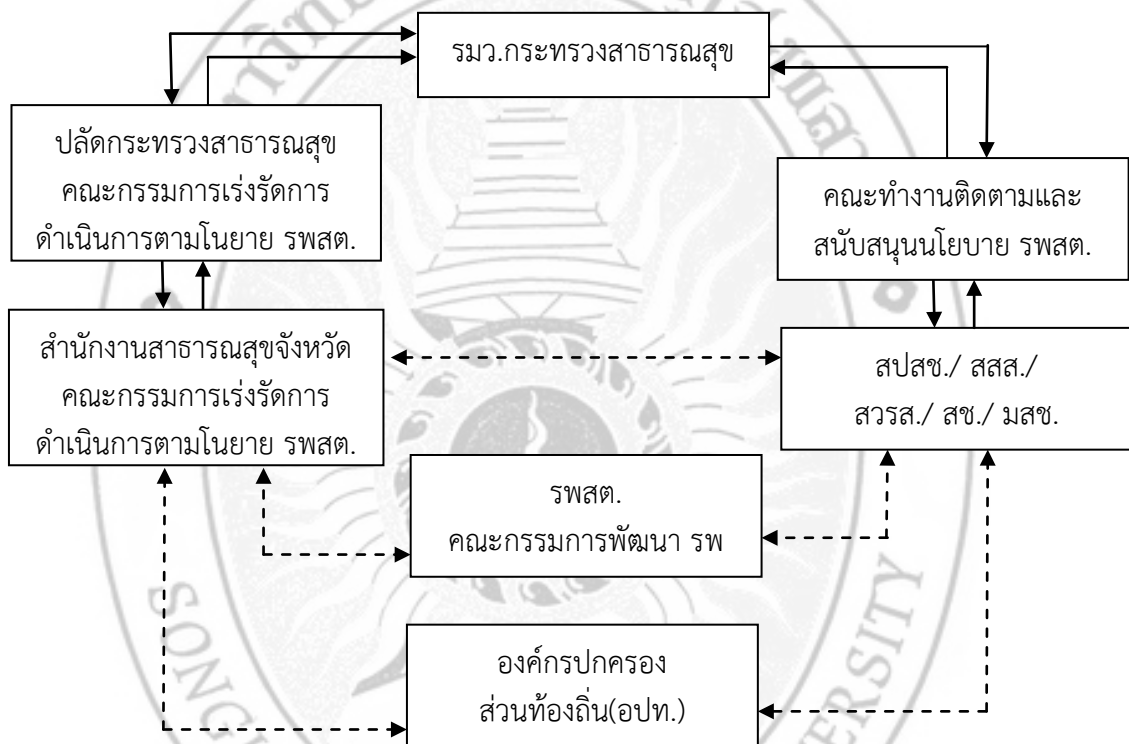 รมว.กระทรวงสาธารณสุข
ปลัดกระทรวงสาธารณสุข
คณะกรรมการเร่งรัดการ
ดำเนินการตามโนยาย รพสต.
คณะทำงานติดตามและ
สนับสนุนนโยบาย รพสต.
สำนักงานสาธารณสุขจังหวัด
คณะกรรมการเร่งรัดการ
ดำเนินการตามโนยาย รพสต.
สปสช./ สสส./
สวรส./ สช./ มสช.
รพสต.
คณะกรรมการพัฒนา รพ
องค์กรปกครอง
ส่วนท้องถิ่น(อปท.)